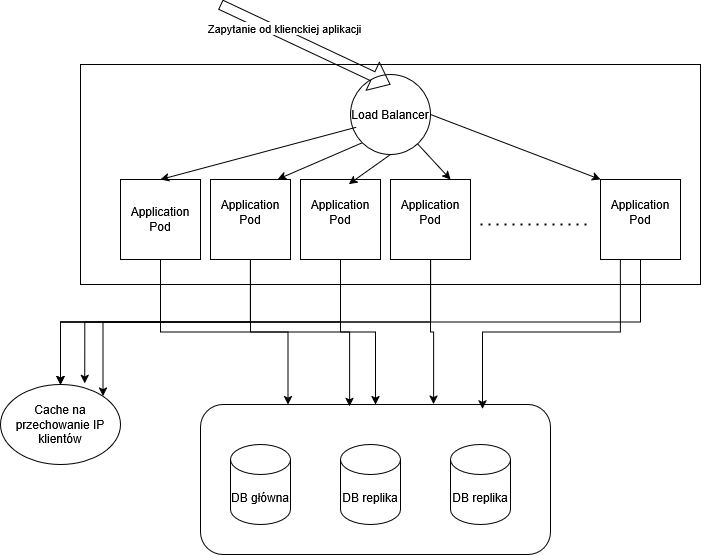 Zapytanie od klienckiej aplikacji
Load Balancer
Application
Pod
Application
Pod
Application
Pod
Application
Pod
Application
Pod
Cache na
przechowanie IP
klientów
DB główna
DB replika
DB replika